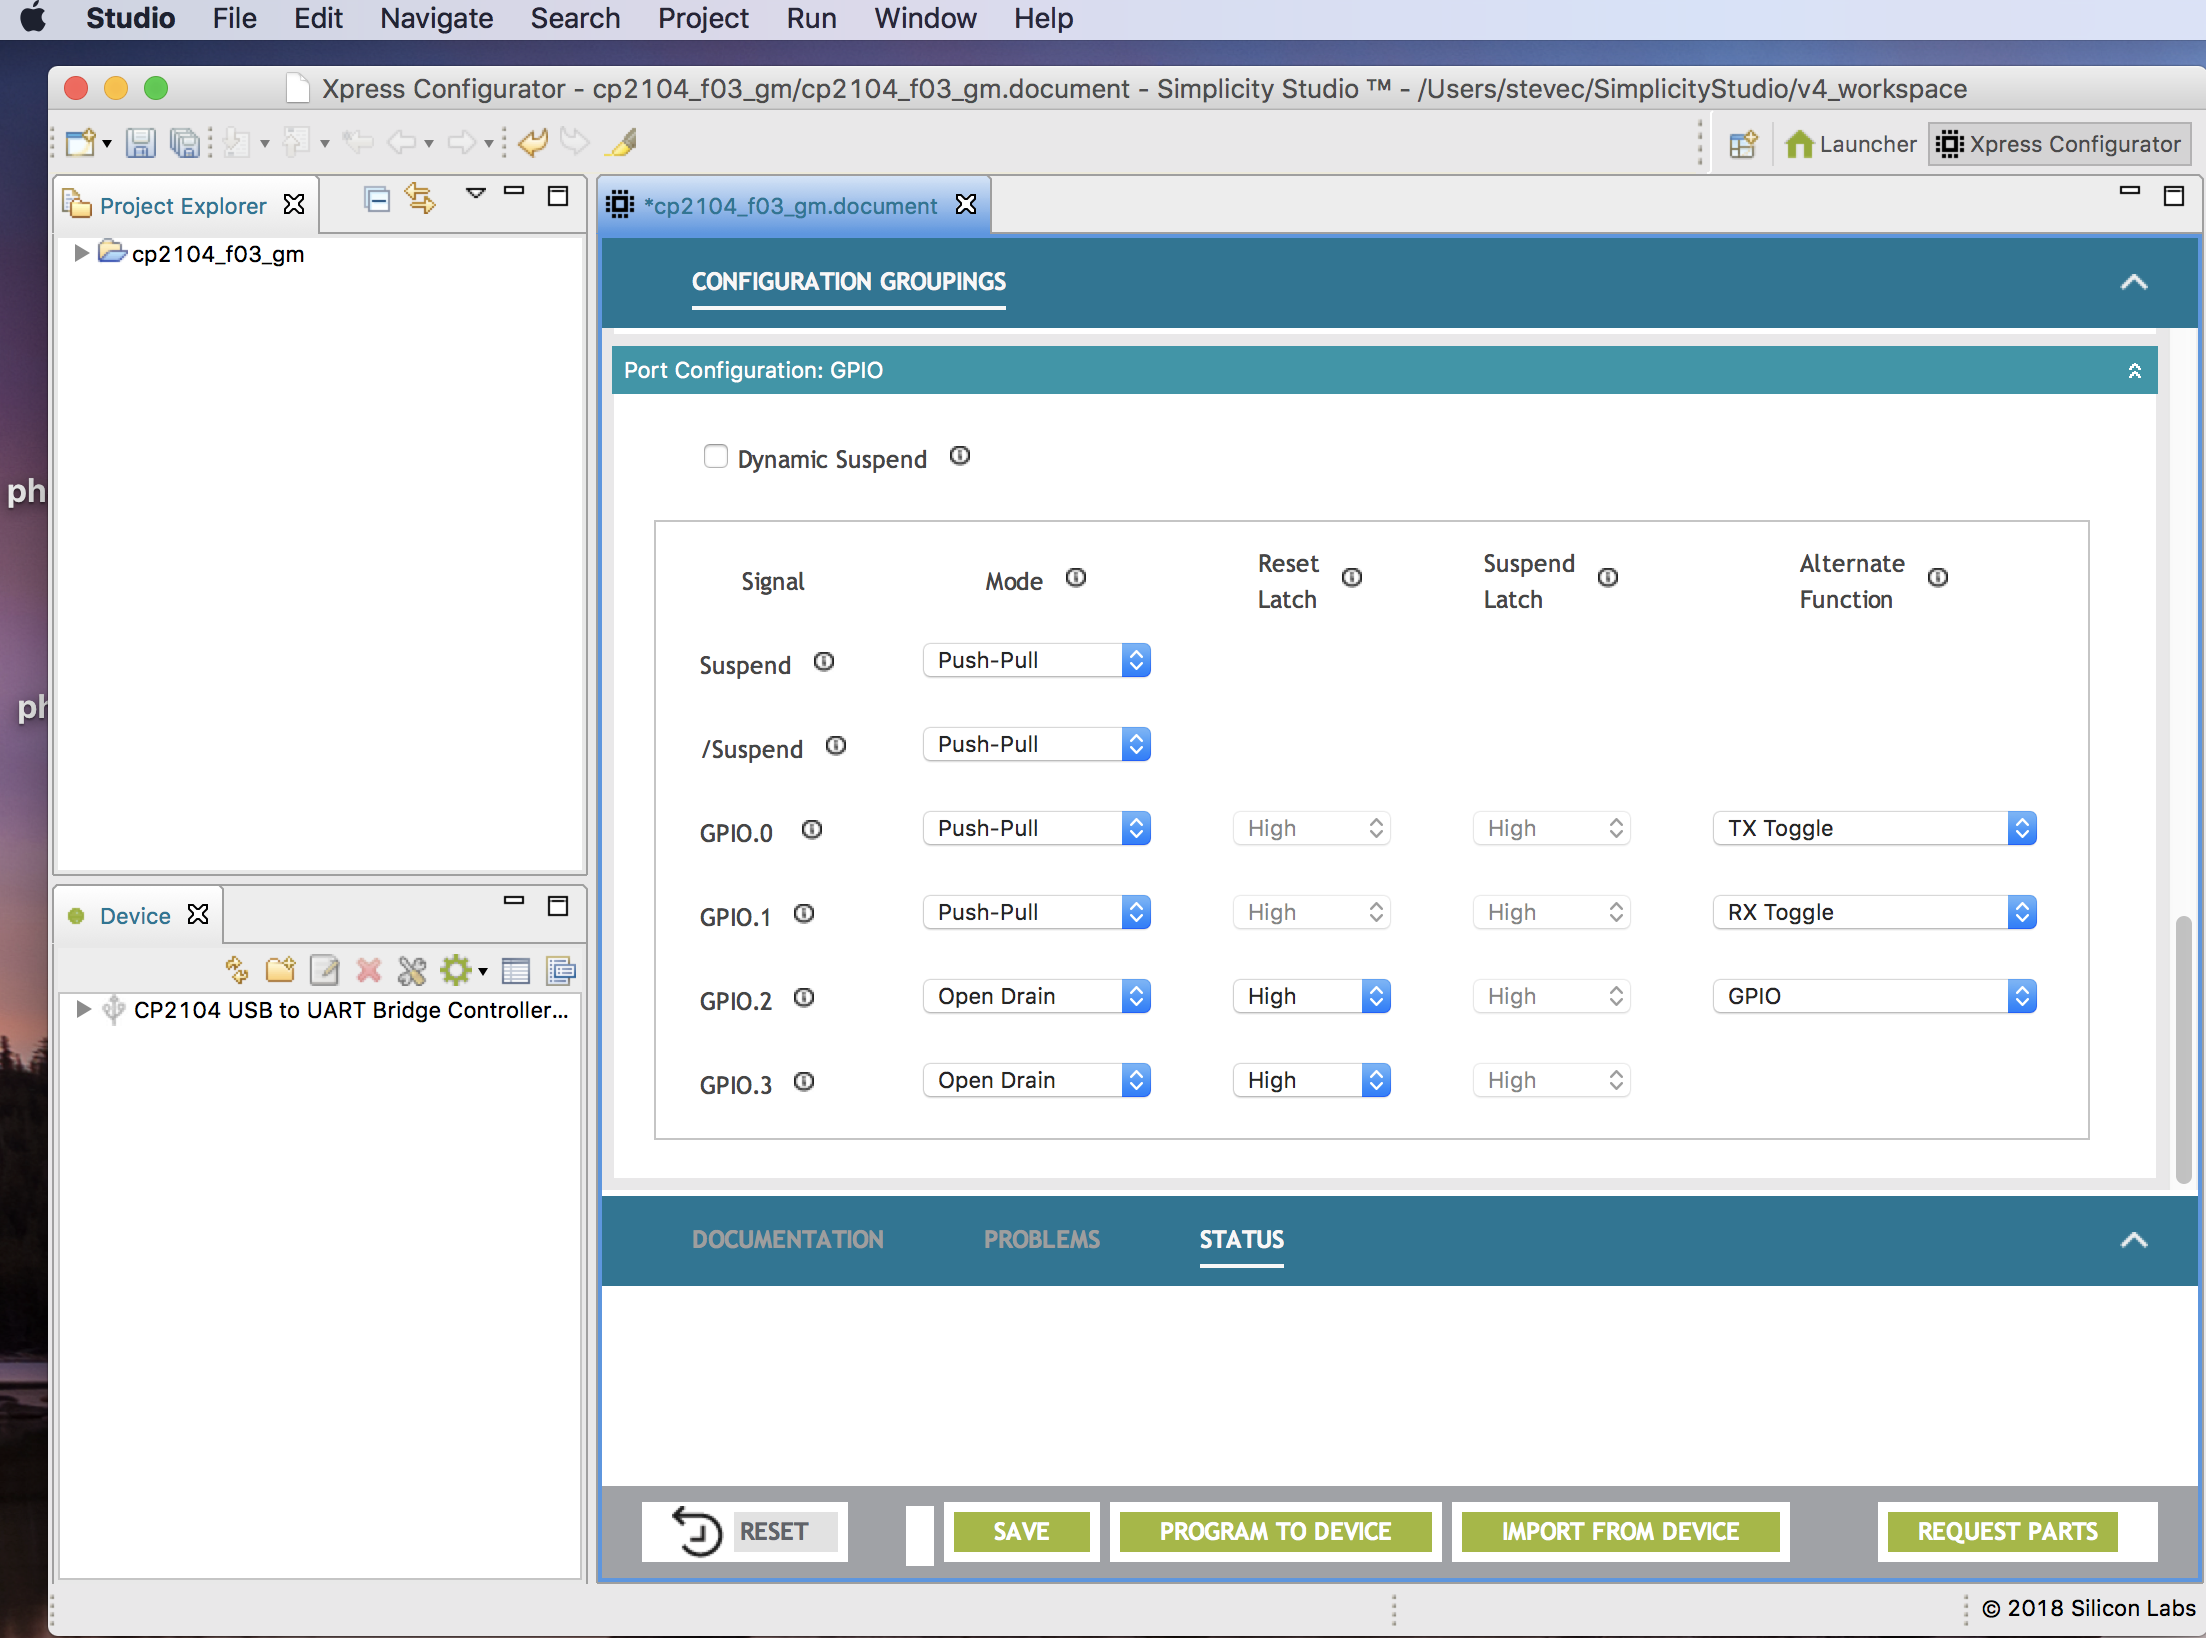 Studio File Edit Navigate Search Project Run Window Help
Xpress Configurator - cp2104_f03_gm/cp2104_f03_gm.document - Simplicity Studio ™ - /Users/stevec/SimplicityStudio/v4_workspace
Launcher Xpress Configurator
Project Explorer
cp2104_f03_gm
ph
ph
Device
CP2104 USB to UART Bridge Controller...
*cp2104_f03_gm.document
CONFIGURATION GROUPINGS
Port Configuration: GPIO
Dynamic Suspend
Signal Mode Reset Latch Suspend Latch Alternate Function
Suspend Push-Pull
/Suspend Push-Pull
GPIO.0 Push-Pull High High TX Toggle
GPIO.1 Push-Pull High High RX Toggle
GPIO.2 Open Drain High High GPIO
GPIO.3 Open Drain High High
DOCUMENTATION PROBLEMS STATUS
RESET SAVE PROGRAM TO DEVICE IMPORT FROM DEVICE REQUEST PARTS
© 2018 Silicon Labs